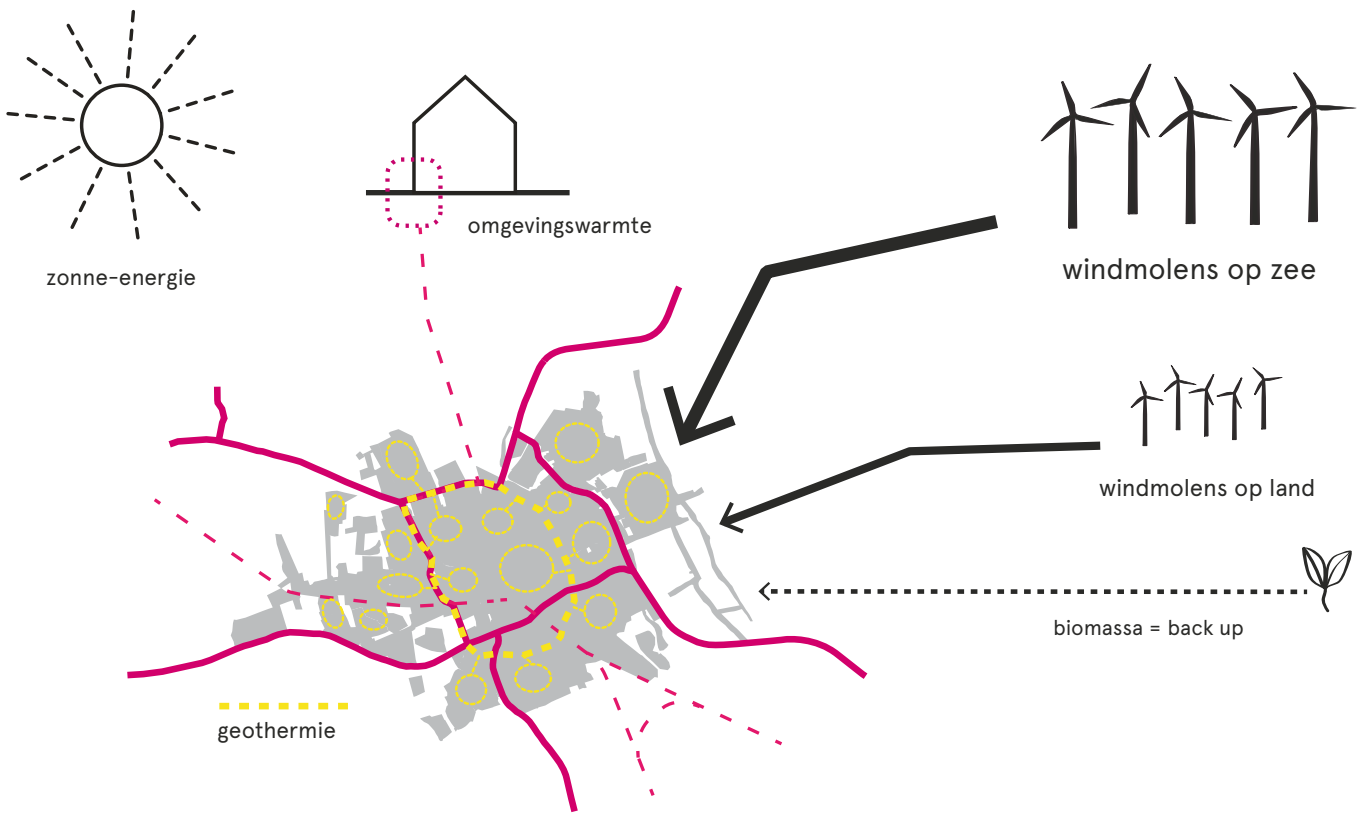 omgevingswarmte
zonne-energie
windmolens op zee
windmolens op land
biomassa = back up
geothermie